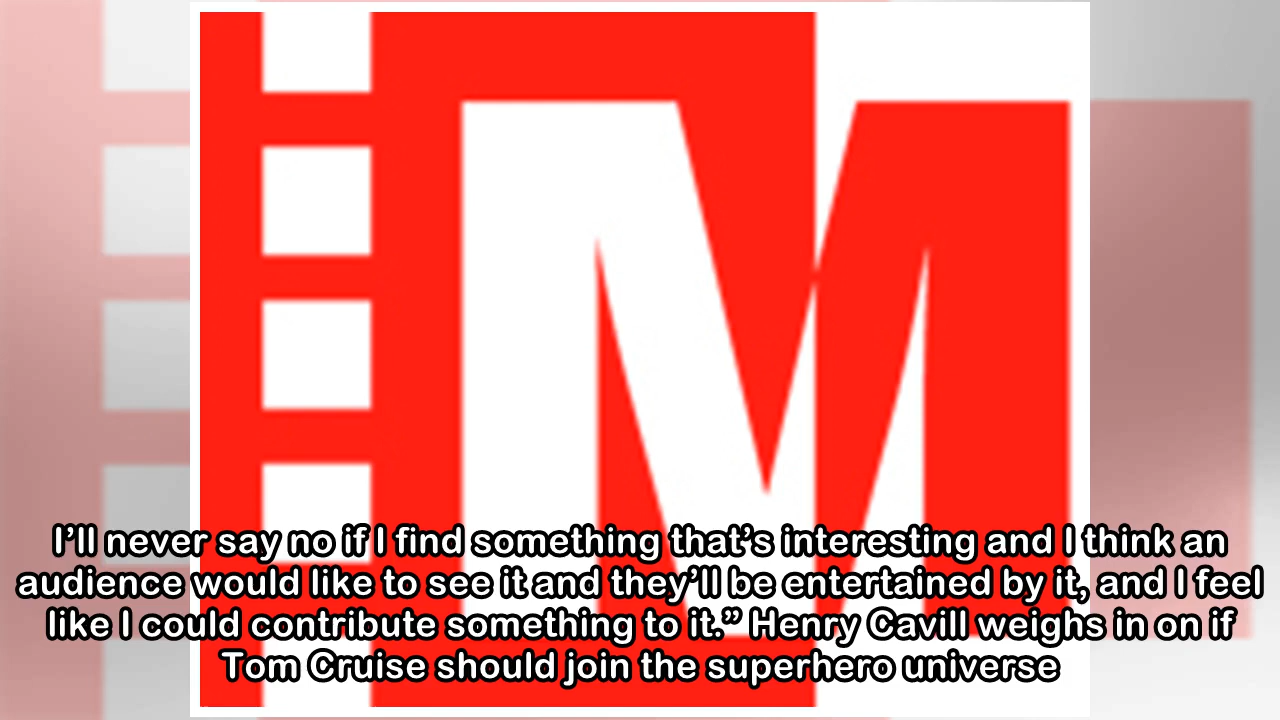 M
I’ll never say no if I find something that’s interesting and I think an
audience would like to see it and they’ll be entertained by it, and I feel
like I could contribute something to it.” Henry Cavill weighs in on if
Tom Cruise should join the superhero universe